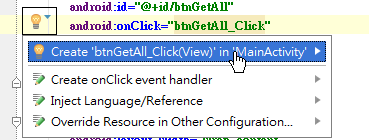 android:id="@+id/btnGetAll"
android:onClick="btnGetAll_Click"
Create 'btnGetAll_Click(View)' in 'MainActivity'
Create onClick event handler
Inject Language/Reference
Override Resource in Other Configuration...